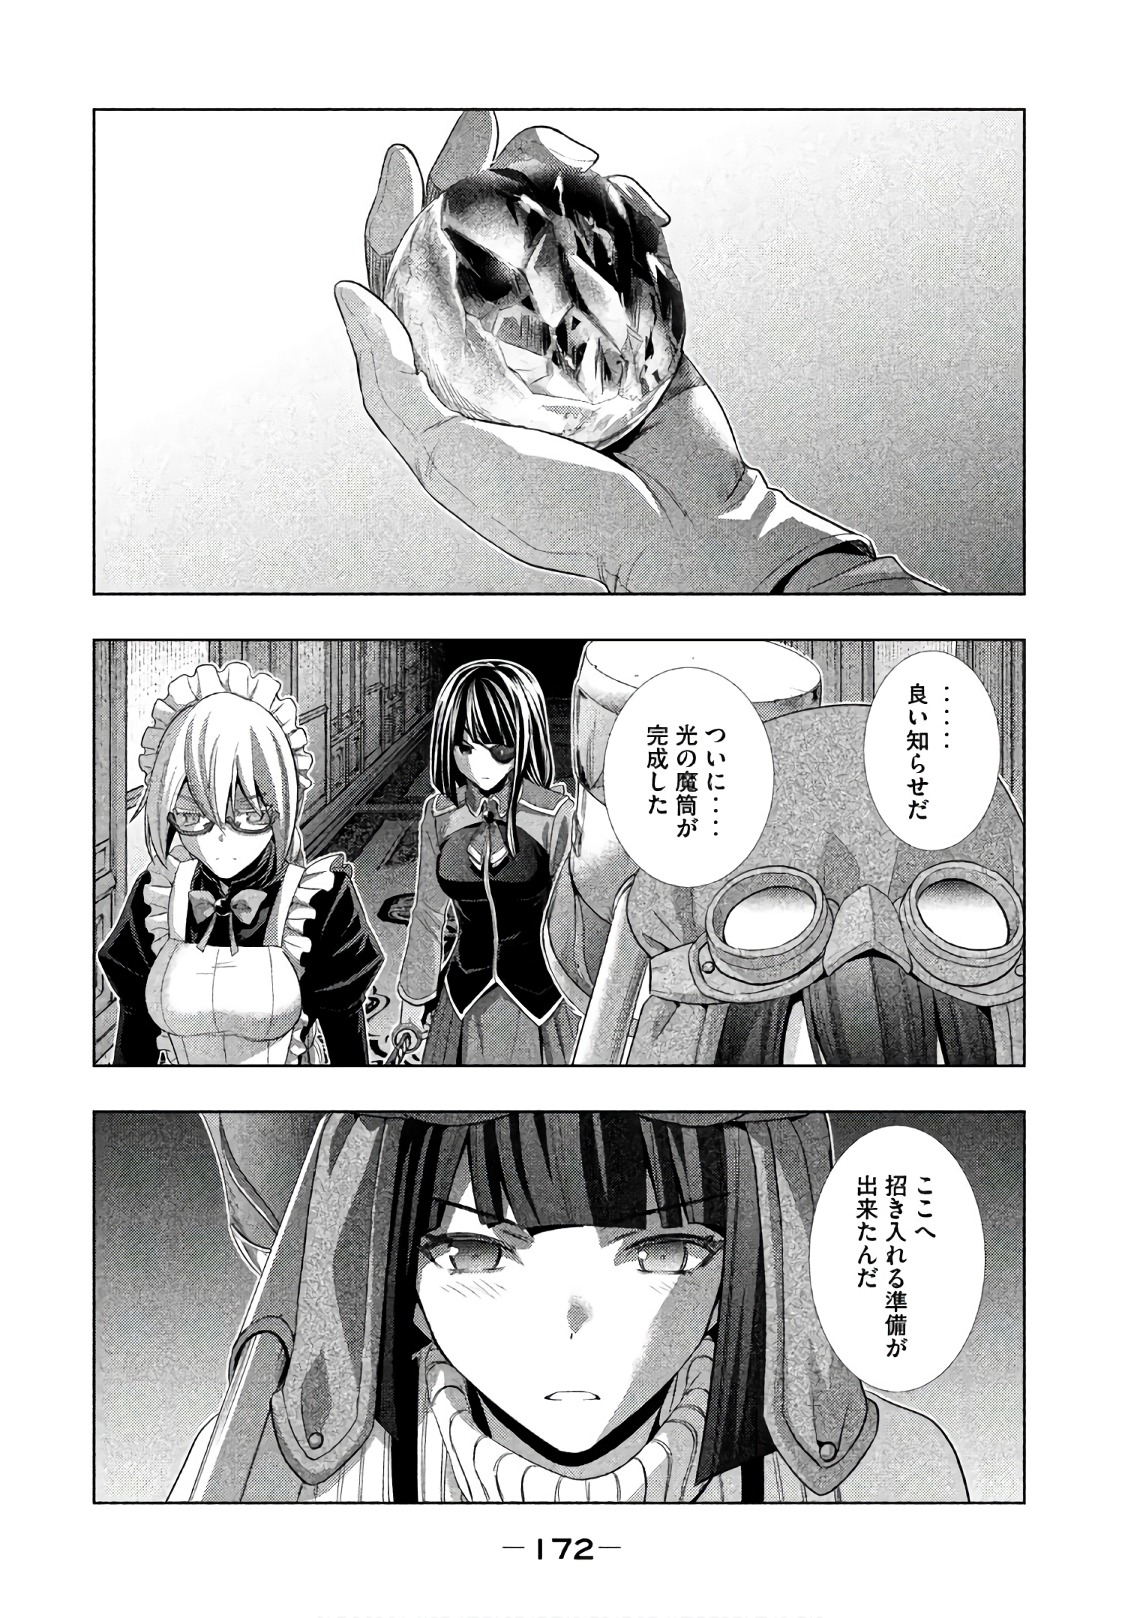 ……
良い知らせだ
ついに‥‥
光の魔筒が
完成した
ここへ
招き入れる準備が
出来たんだ
—172—